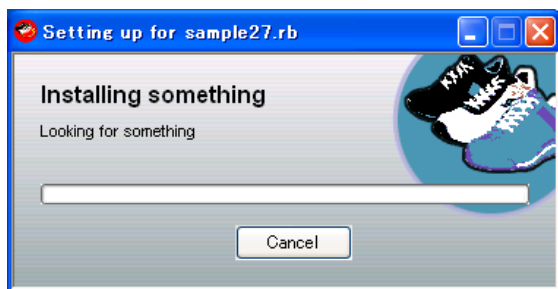 Setting up for sample27.rb
Installing something
Looking for something
Cancel